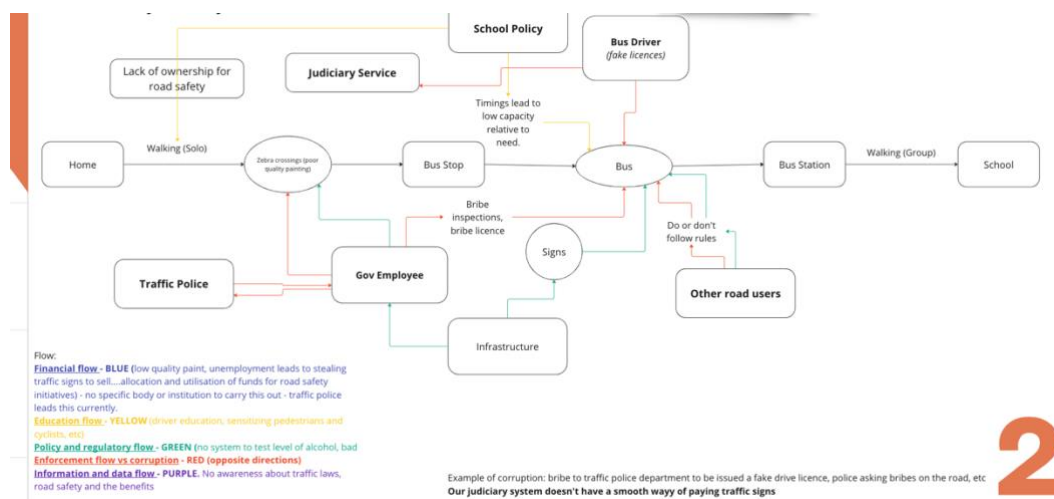 School Policy
Bus Driver
(fake licences)
Lack of ownership for
road safety
Judiciary Service
Timings lead to
low capacity
relative to
need.
Home
Walking (Solo)
Zebra crossings (poor
quality painting)
Bus Stop
Bus
Bus Station
Walking (Group)
School
Bribe
inspections,
bribe licence
Do or don't
follow rules
Signs
Gov Employee
Traffic Police
Other road users
Infrastructure
Flow:
Financial flow - BLUE (low quality paint, unemployment leads to stealing
traffic signs to sell....allocation and utilisation of funds for road safety
initiatives) - no specific body or institution to carry this out - traffic police
leads this currently.
Education flow - YELLOW (driver education, sensitizing pedestrians and
cyclists, etc)
Policy and regulatory flow - GREEN (no system to test level of alcohol, bad
Enforcement flow vs corruption - RED (opposite directions)
Information and data flow - PURPLE. No awareness about traffic laws,
road safety and the benefits
Example of corruption: bribe to traffic police department to be issued a fake drive licence, police asking bribes on the road, etc
Our judiciary system doesn't have a smooth wayy of paying traffic signs
2